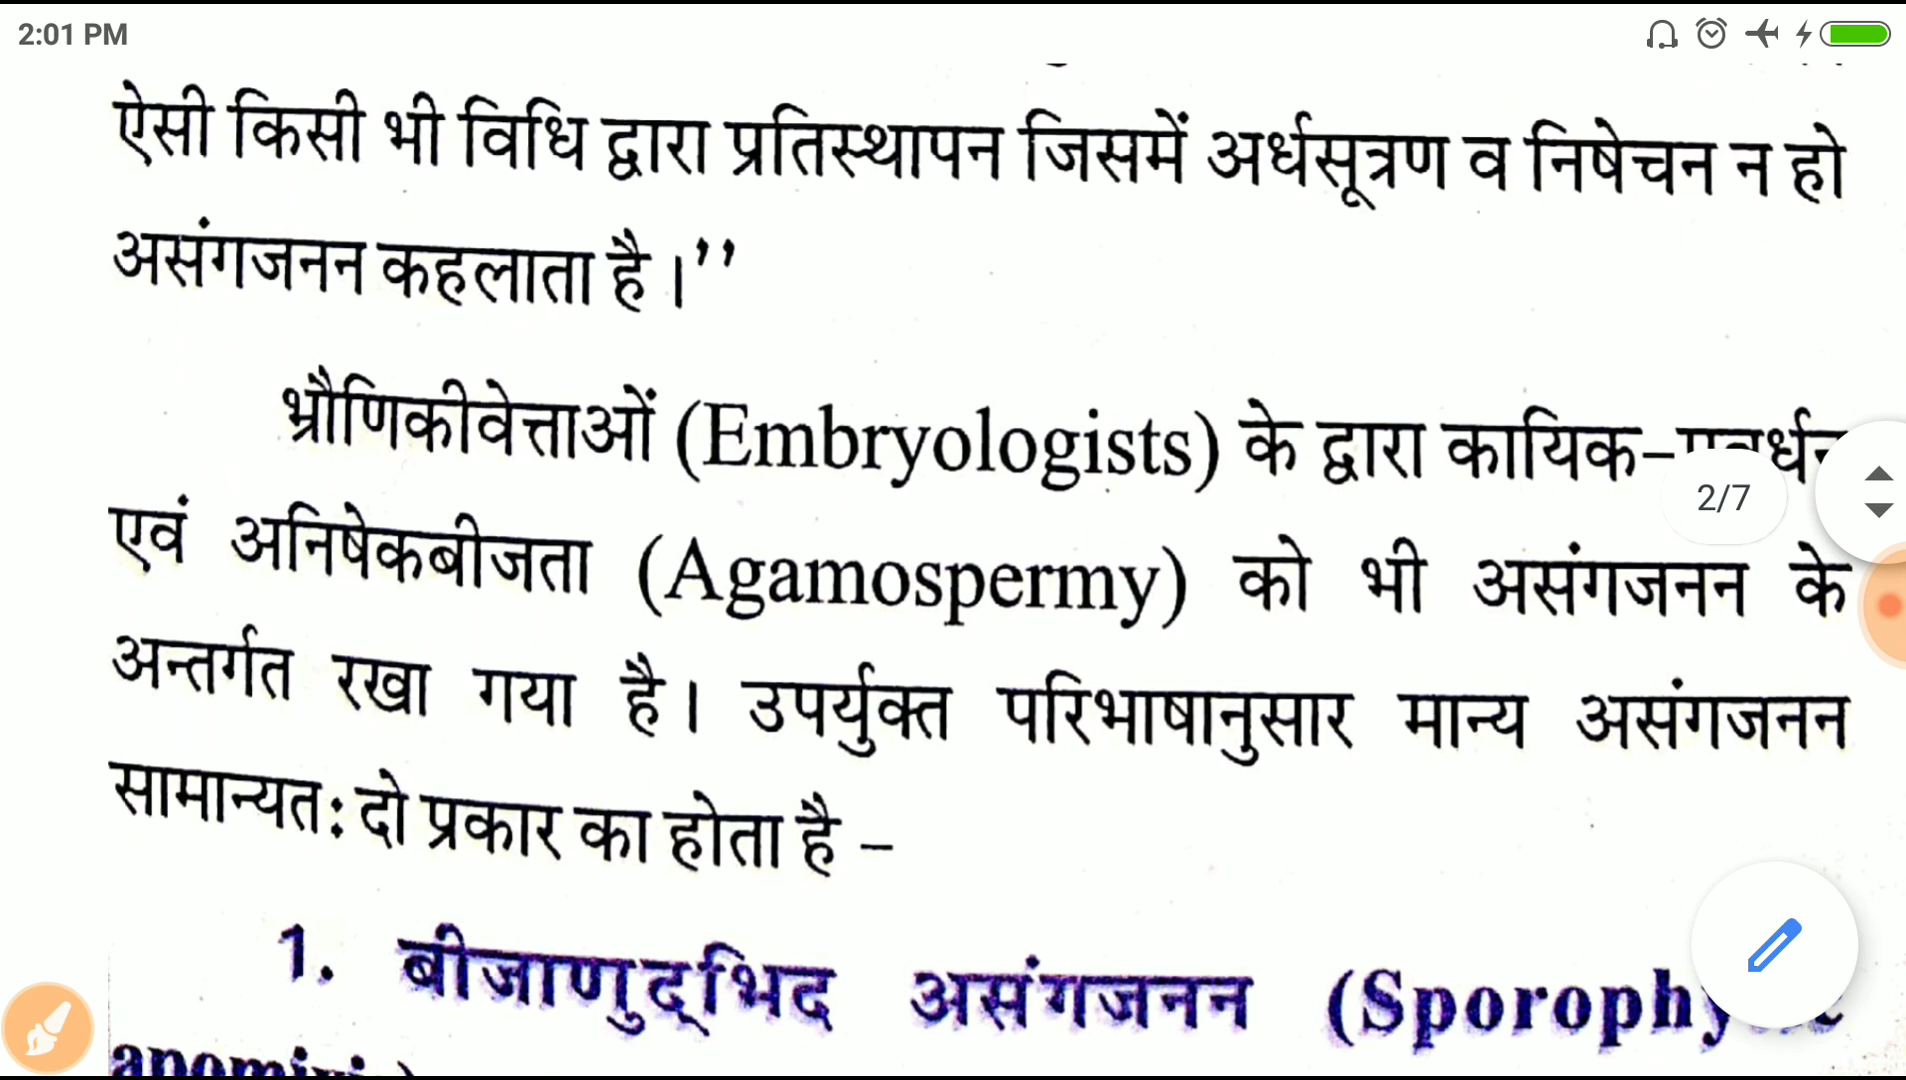 2:01 PM
ऐसी किसी भी विधि द्वारा प्रतिस्थापन जिसमें अर्धसूत्रण व निषेचन न हो
असंगजनन कहलाता है।’’
भ्रौणिकीवेत्ताओं (Embryologists) के द्वारा कायिक-
2/7
एवं अनिषेकबीजता (Agamospermy) को भी असंगजनन के
अन्तर्गत रखा गया है। उपर्युक्त परिभाषानुसार मान्य असंगजनन
सामान्यतः दो प्रकार का होता है –
1. बीजाणुद्‌भिद असंगजनन